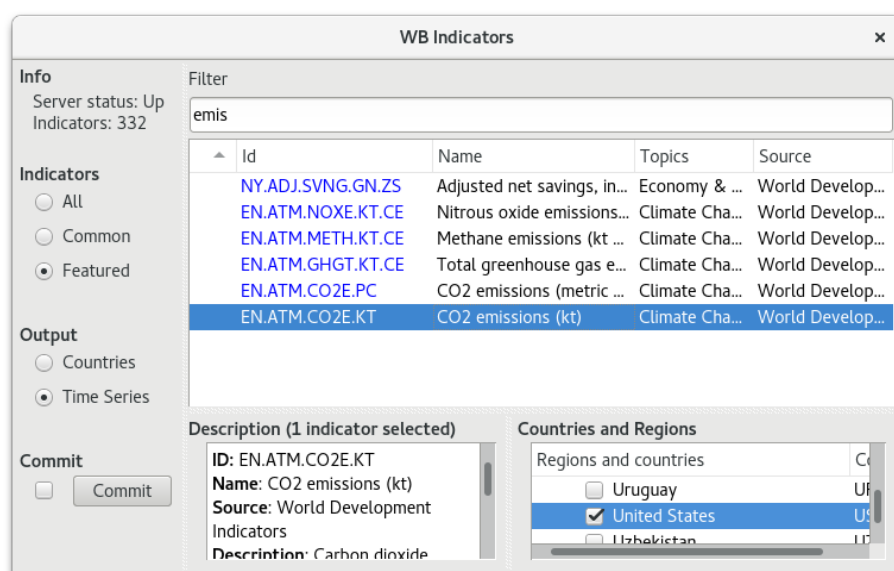 WB Indicators ×
Info
Server status: Up
Indicators: 332
Indicators
All
Common
Featured
Output
Countries
Time Series
Commit
Commit
Filter
emis
Id Name Topics Source
NY.ADJ.SVNG.GN.ZS Adjusted net savings, in... Economy & ... World Develop...
EN.ATM.NOXE.KT.CE Nitrous oxide emissions... Climate Cha... World Develop...
EN.ATM.METH.KT.CE Methane emissions (kt ... Climate Cha... World Develop...
EN.ATM.GHGT.KT.CE Total greenhouse gas e... Climate Cha... World Develop...
EN.ATM.CO2E.PC CO2 emissions (metric ... Climate Cha... World Develop...
EN.ATM.CO2E.KT CO2 emissions (kt) Climate Cha... World Develop...
Description (1 indicator selected)
ID: EN.ATM.CO2E.KT
Name: CO2 emissions (kt)
Source: World Development
Indicators
Description: Carbon dioxide
Countries and Regions
Regions and countries
Uruguay
United States
Uzbekistan